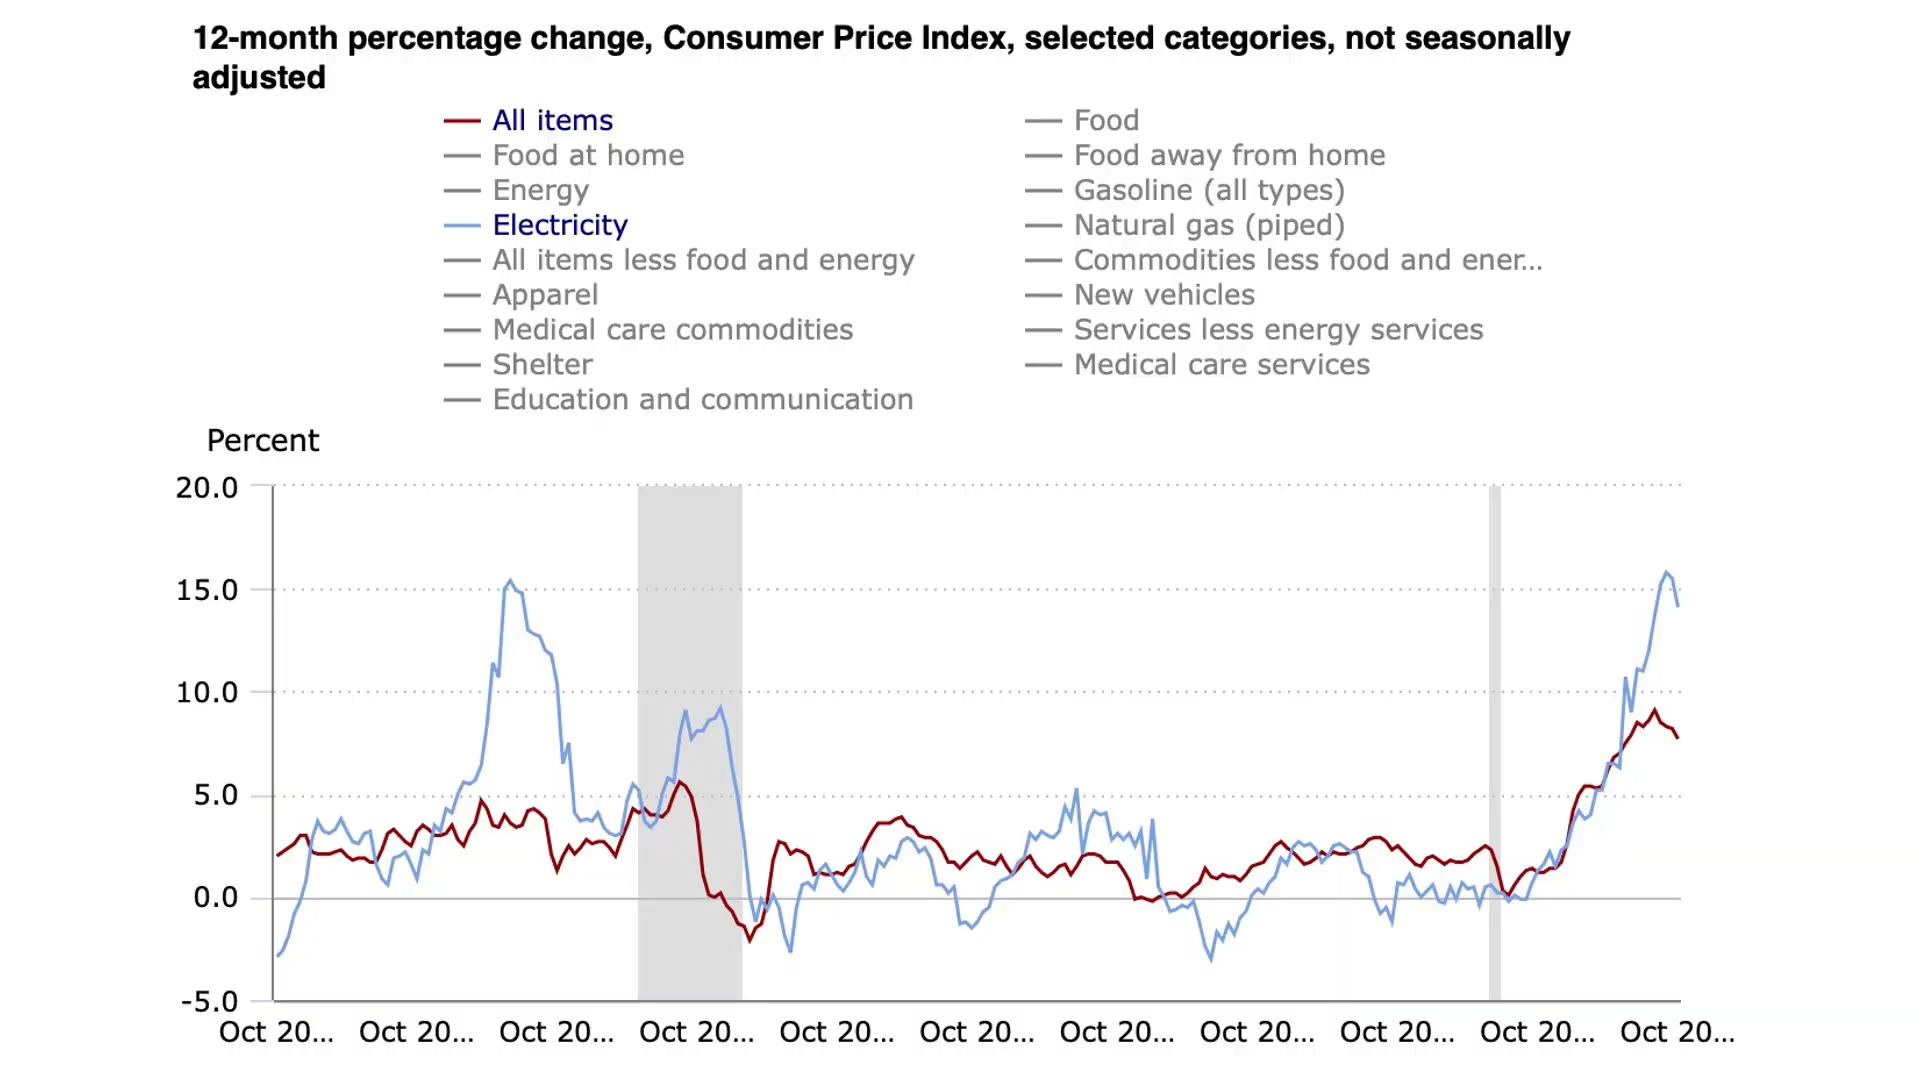 12-month percentage change, Consumer Price Index, selected categories, not seasonally
adjusted
All items
Food
Food at home
Food away from home
Energy
Gasoline (all types)
Electricity
Natural gas (piped)
All items less food and energy
Commodities less food and ener...
Apparel
New vehicles
Medical care commodities
Services less energy services
Shelter
Medical care services
Education and communication
Percent
20.0
15.0
10.0
5.0
0.0
-5.0
Oct 20... Oct 20... Oct 20... Oct 20... Oct 20... Oct 20... Oct 20... Oct 20... Oct 20... Oct 20... Oct 20...